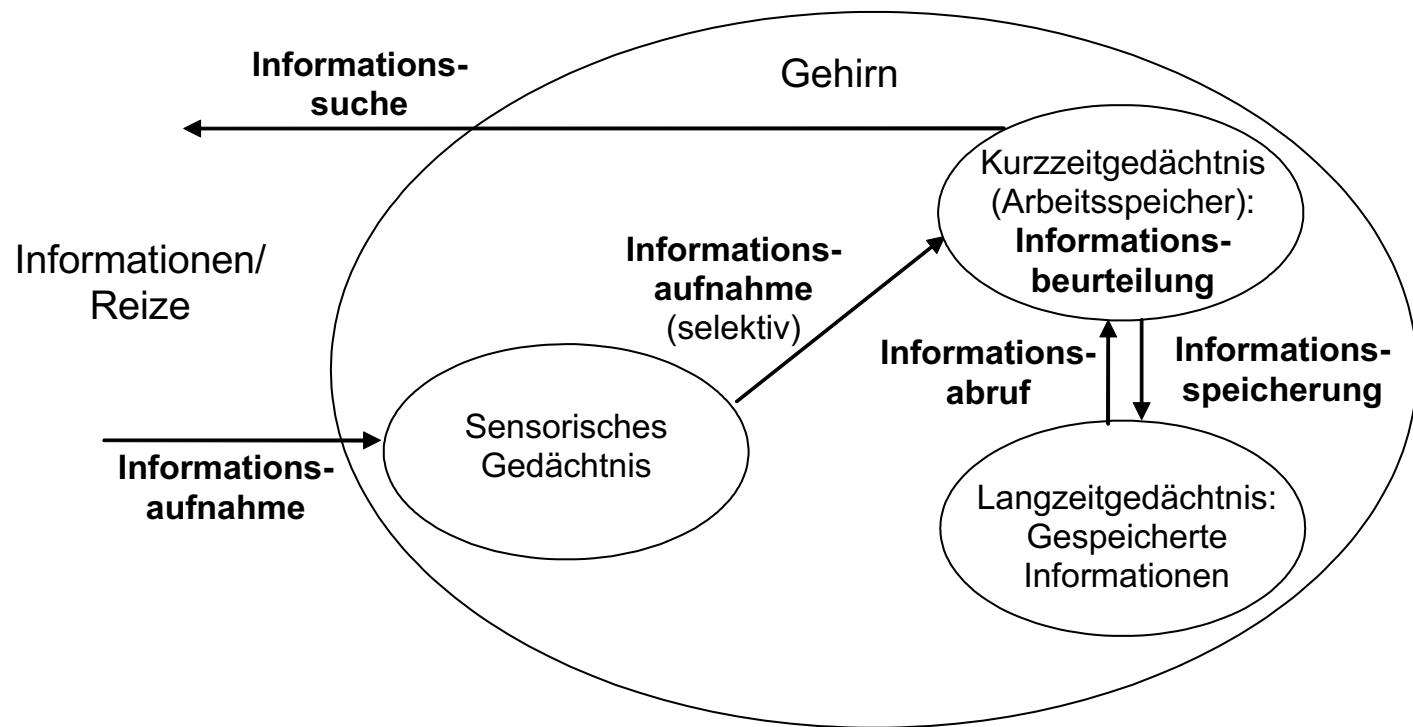 Informations-
suche
Gehirn
Kurzzeitgedächtnis
(Arbeitsspeicher):
Informations-
beurteilung
Informationen/
Reize
Informations-
aufnahme
(selektiv)
Informations-
abruf
Informations-
speicherung
Sensorisches
Gedächtnis
Informations-
aufnahme
Langzeitgedächtnis:
Gespeicherte
Informationen